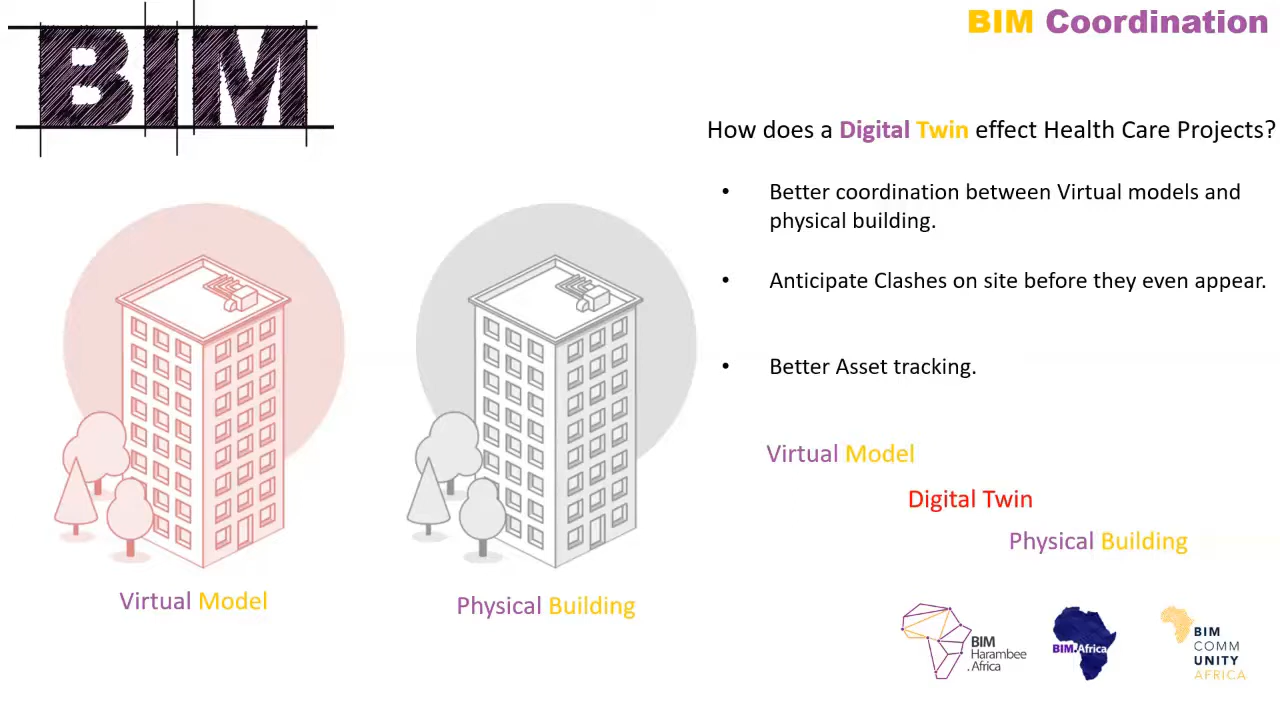 BIM
BIM Coordination
How does a Digital Twin effect Health Care Projects?
• Better coordination between Virtual models and
physical building.
• Anticipate Clashes on site before they even appear.
• Better Asset tracking.
Virtual Model
Digital Twin
Physical Building
Virtual Model
Physical Building
BIM
Harambee
.Africa
BIM.Africa
BIM
COMM
UNITY
AFRICA